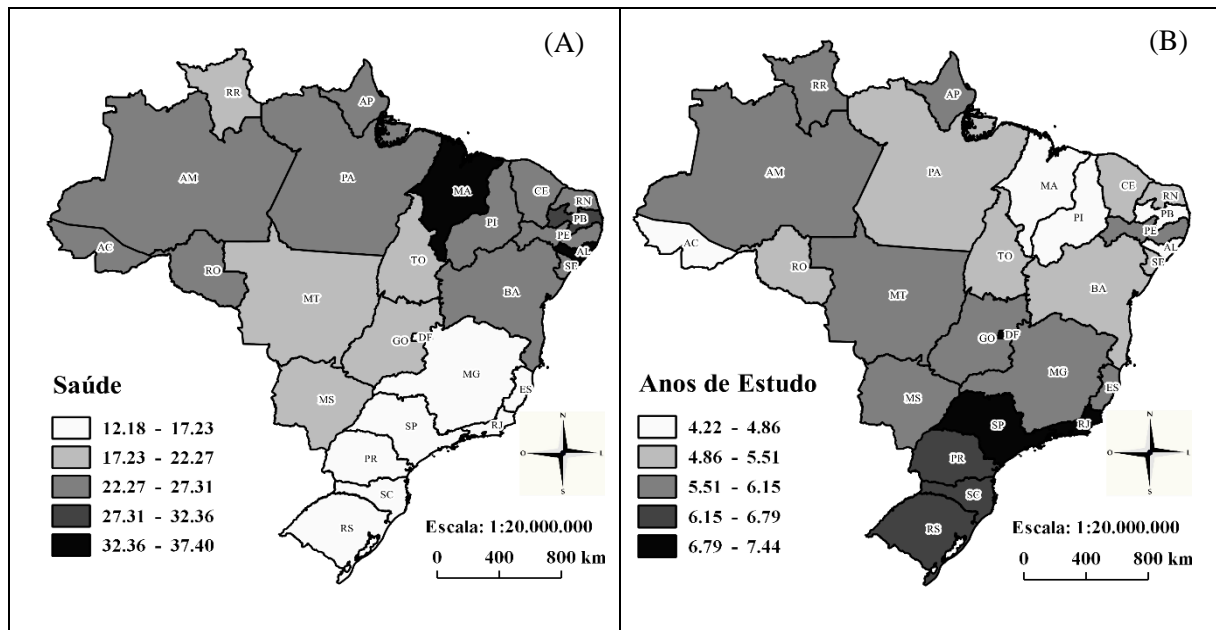 (A)
RR
AP
AM
PA
MA
CE
RN
PB
PI
PE
AL
SE
AC
RO
TO
BA
MT
GO
DF
MG
ES
MS
SP
RJ
PR
SC
RS
Saúde
12.18 - 17.23
17.23 - 22.27
22.27 - 27.31
27.31 - 32.36
32.36 - 37.40
N
O
L
S
Escala: 1:20.000.000
0 400 800 km
(B)
RR
AP
AM
PA
MA
CE
RN
PB
PI
PE
AL
SE
AC
RO
TO
BA
MT
GO
DF
MG
ES
MS
SP
RJ
PR
SC
RS
Anos de Estudo
4.22 - 4.86
4.86 - 5.51
5.51 - 6.15
6.15 - 6.79
6.79 - 7.44
N
O
L
S
Escala: 1:20.000.000
0 400 800 km